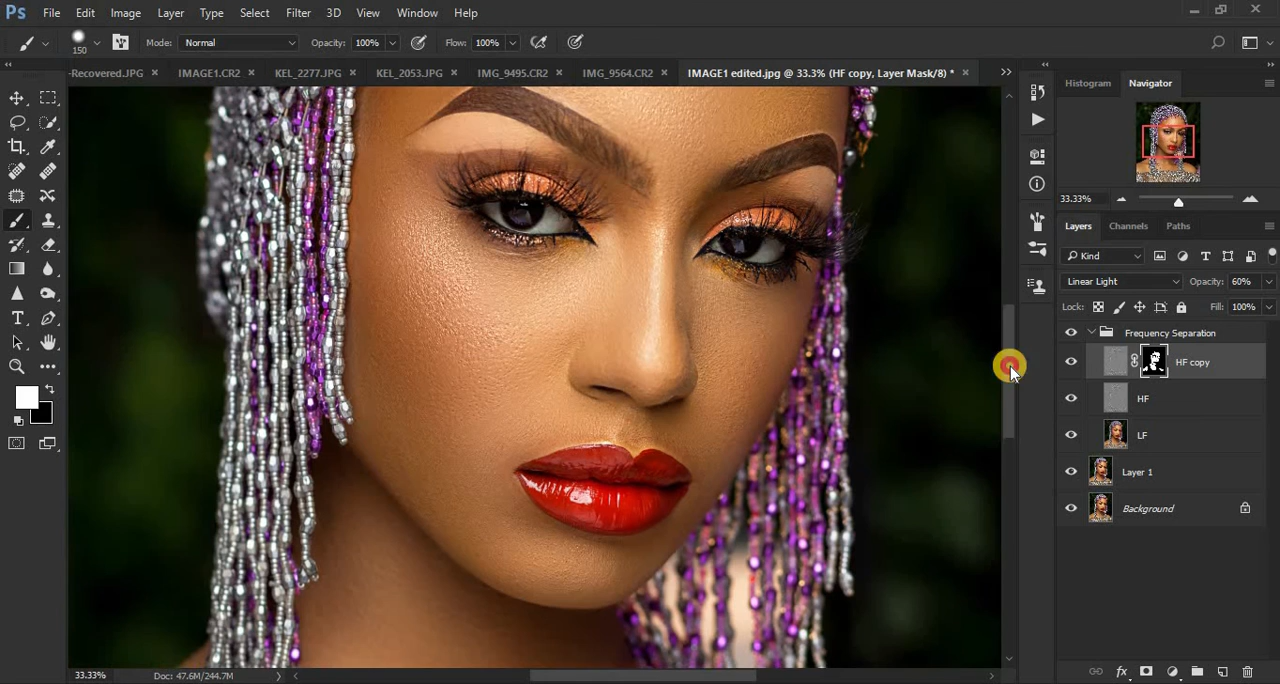 Ps File Edit Image Layer Type Select Filter 3D View Window Help
150 Mode: Normal Opacity: 100% Flow: 100%
-Recovered.JPG × IMAGE1.CR2 × KEL_2277.JPG × KEL_2053.JPG × IMG_9495.CR2 × IMG_9564.CR2 × IMAGE1 edited.jpg @ 33.3% (HF copy, Layer Mask/8) * ×
Histogram Navigator
33.33%
Layers Channels Paths
Kind
Linear Light Opacity: 60%
Lock: Fill: 100%
Frequency Separation
HF copy
HF
LF
Layer 1
Background
33.33% Doc: 47.6M/244.7M